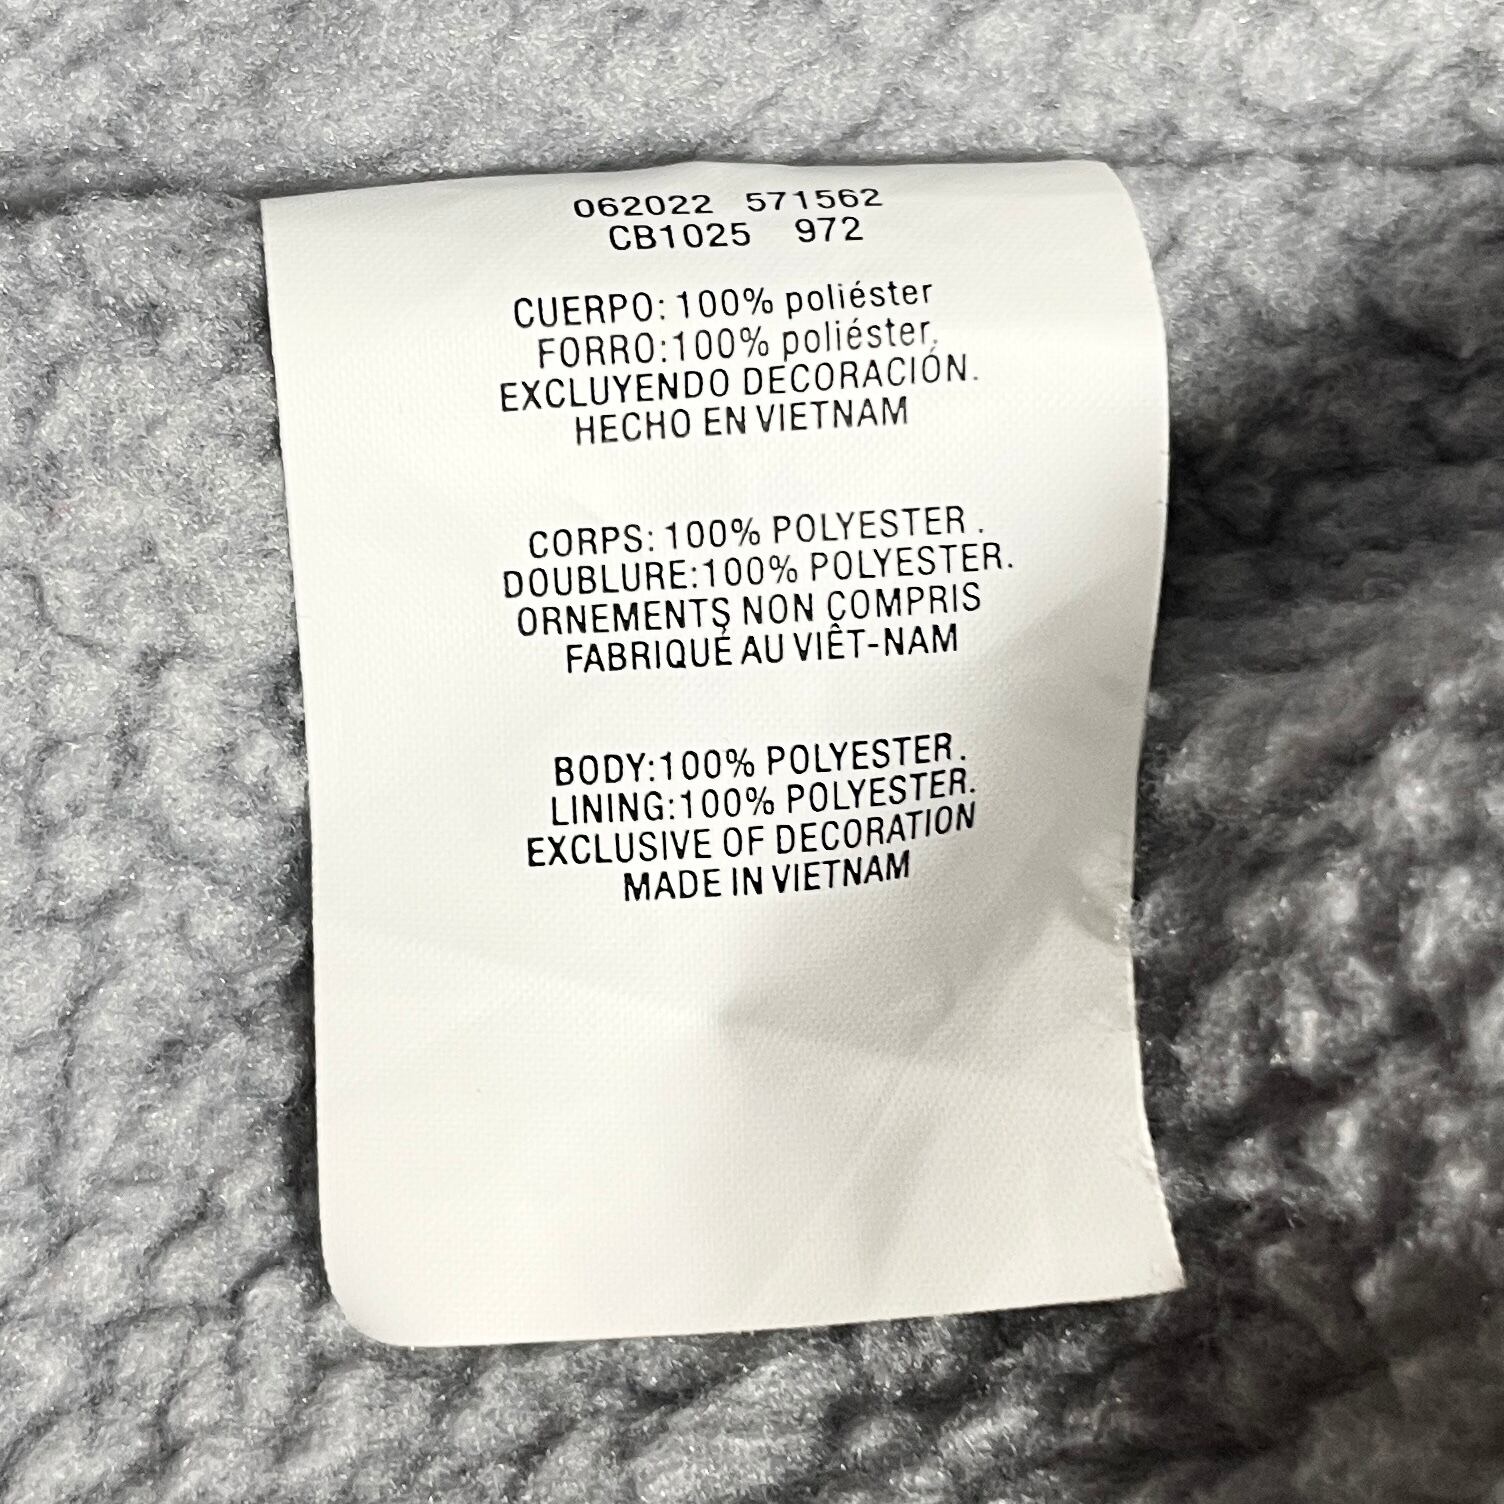 062022 571562
CB1025 972
CUERPO: 100% poliéster
FORRO:100% poliéster,
EXCLUYENDO DECORACIÓN.
HECHO EN VIETNAM
CORPS: 100% POLYESTER .
DOUBLURE:100% POLYESTER.
ORNEMENTS NON COMPRIS
FABRIQUÉ AU VIÊT-NAM
BODY:100% POLYESTER.
LINING:100% POLYESTER.
EXCLUSIVE OF DECORATION
MADE IN VIETNAM